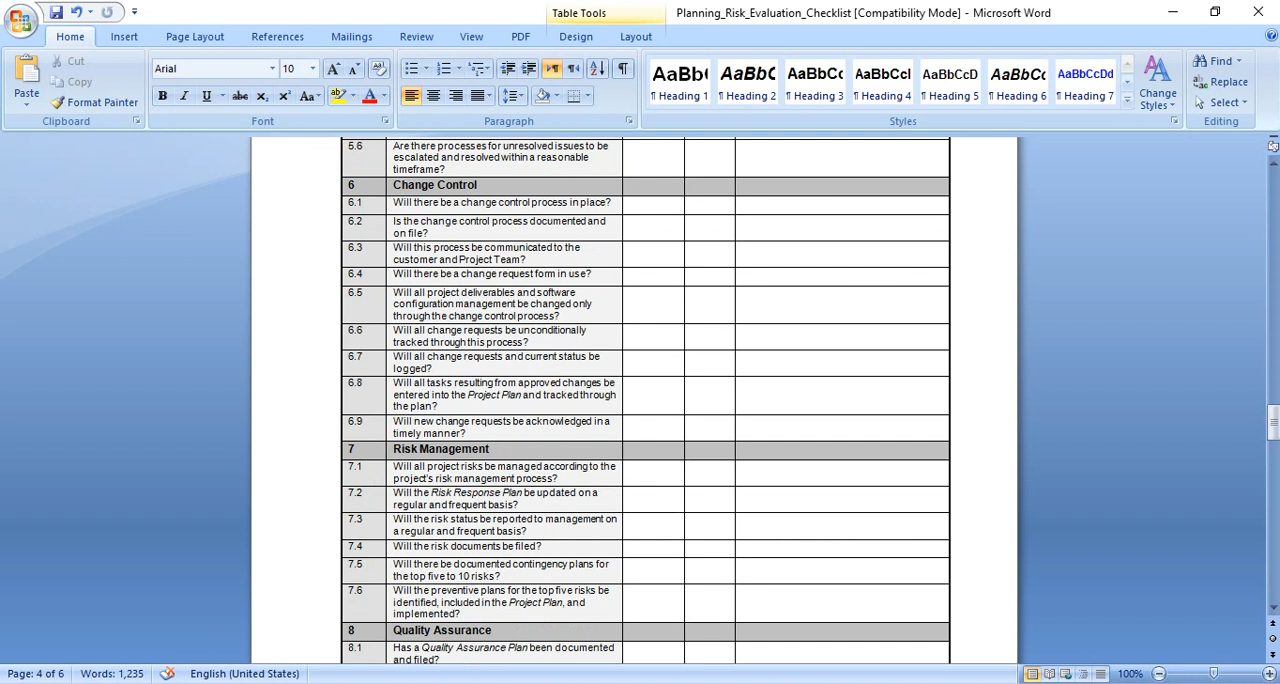 Table Tools
Planning_Risk_Evaluation_Checklist [Compatibility Mode] - Microsoft Word
Home Insert Page Layout References Mailings Review View PDF Design Layout
Paste
Cut
Copy
Format Painter
Clipboard
Arial 10
B I U abc x₂ x² Aa
Font
Paragraph
AaBb( AaBbC AaBbCc AaBbCcI AaBbCcD AaBbCc AaBbCcDd
¶ Heading 1 ¶ Heading 2 ¶ Heading 3 ¶ Heading 4 ¶ Heading 5 ¶ Heading 6 ¶ Heading 7
Change
Styles
Styles
Find
Replace
Select
Editing
5.6 Are there processes for unresolved issues to be
escalated and resolved within a reasonable
timeframe?
6 Change Control
6.1 Will there be a change control process in place?
6.2 Is the change control process documented and
on file?
6.3 Will this process be communicated to the
customer and Project Team?
6.4 Will there be a change request form in use?
6.5 Will all project deliverables and software
configuration management be changed only
through the change control process?
6.6 Will all change requests be unconditionally
tracked through this process?
6.7 Will all change requests and current status be
logged?
6.8 Will all tasks resulting from approved changes be
entered into the Project Plan and tracked through
the plan?
6.9 Will new change requests be acknowledged in a
timely manner?
7 Risk Management
7.1 Will all project risks be managed according to the
project's risk management process?
7.2 Will the Risk Response Plan be updated on a
regular and frequent basis?
7.3 Will the risk status be reported to management on
a regular and frequent basis?
7.4 Will the risk documents be filed?
7.5 Will there be documented contingency plans for
the top five to 10 risks?
7.6 Will the preventive plans for the top five risks be
identified, included in the Project Plan, and
implemented?
8 Quality Assurance
8.1 Has a Quality Assurance Plan been documented
and filed?
Page: 4 of 6 Words: 1,235 English (United States) 100%